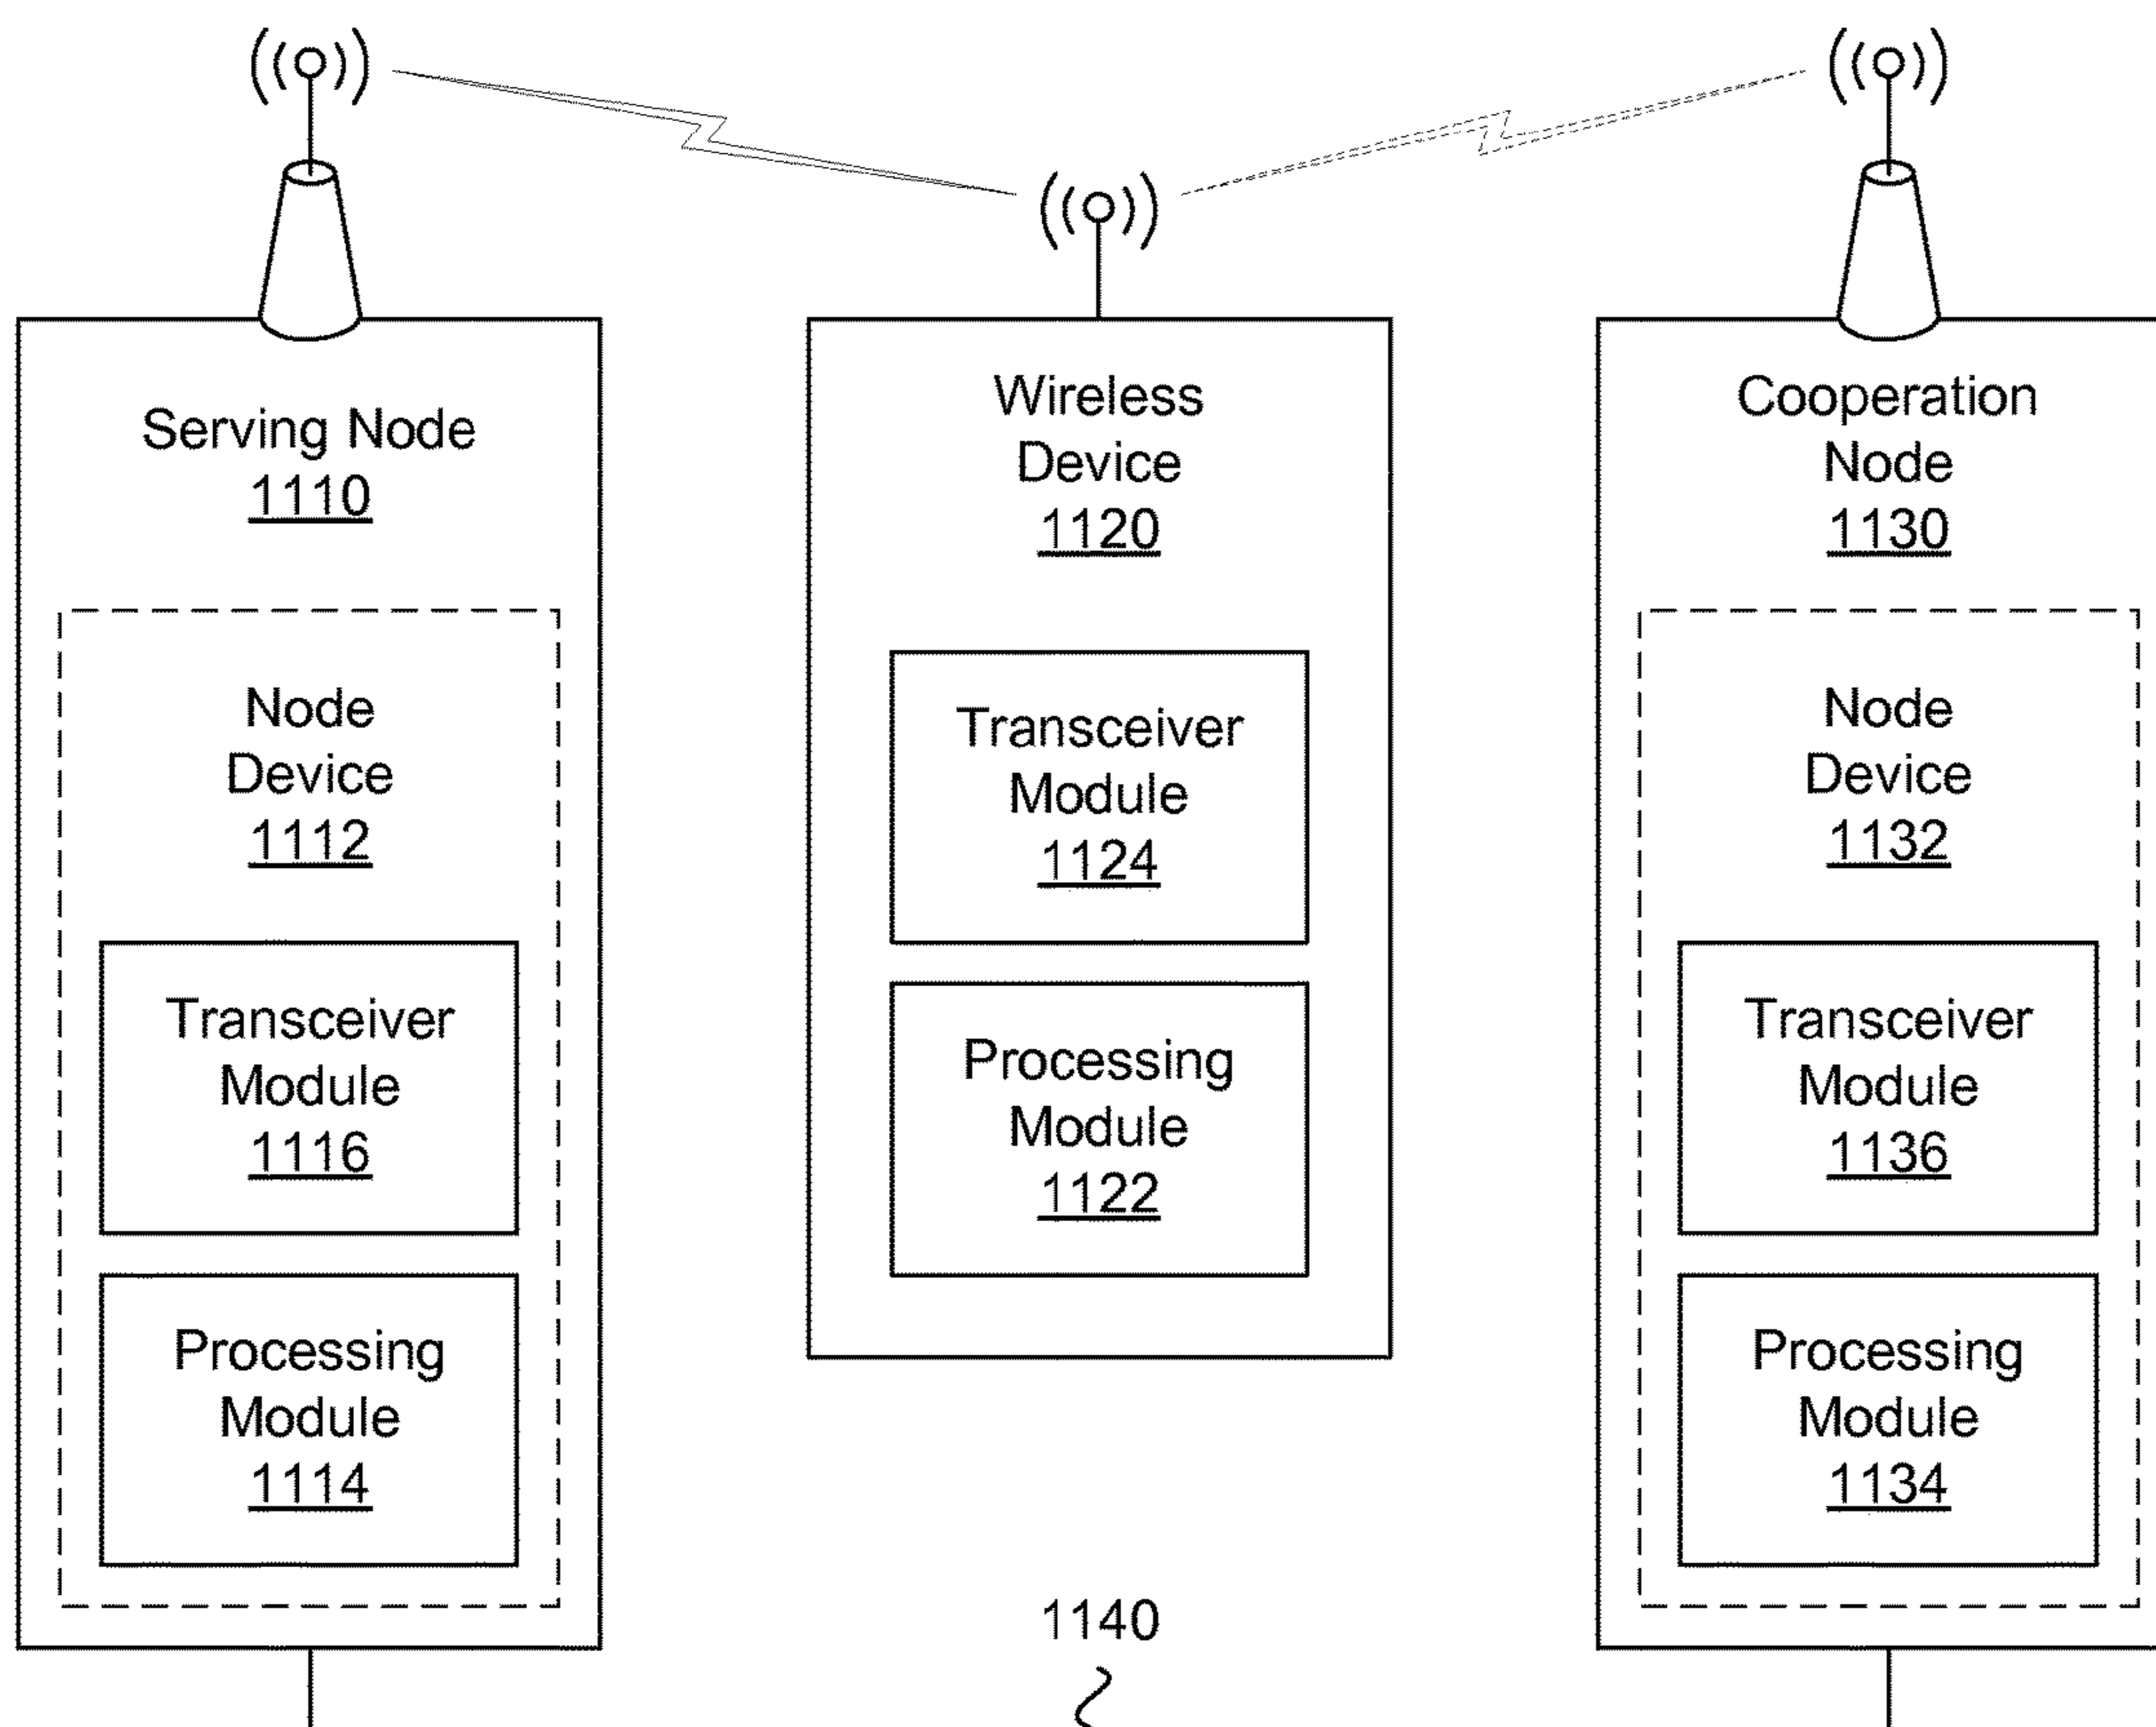 Serving Node
1110
Node
Device
1112
Transceiver
Module
1116
Processing
Module
1114
Wireless
Device
1120
Transceiver
Module
1124
Processing
Module
1122
Cooperation
Node
1130
Node
Device
1132
Transceiver
Module
1136
Processing
Module
1134
1140